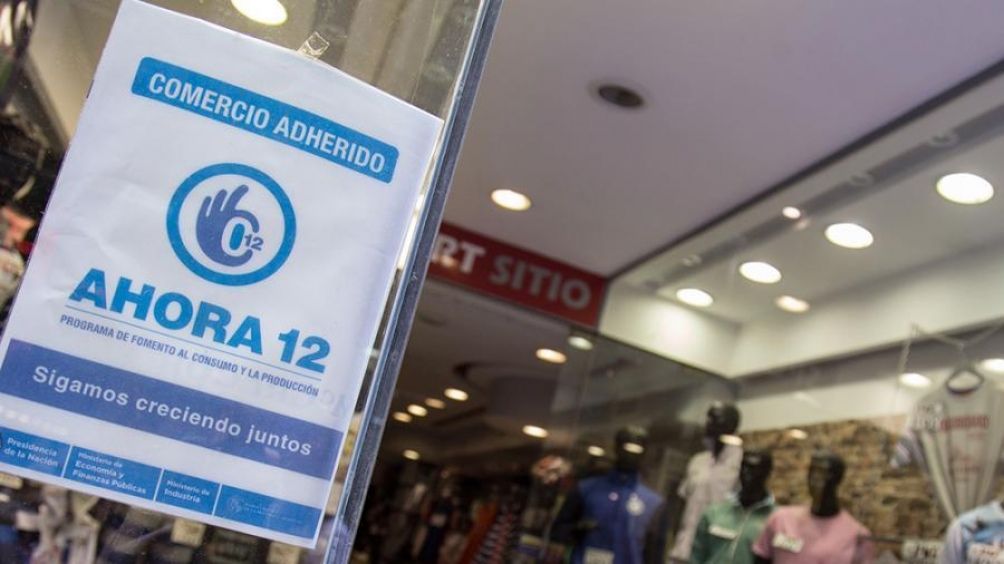 COMERCIO ADHERIDO
0 12
AHORA 12
PROGRAMA DE FOMENTO AL CONSUMO Y LA PRODUCCIÓN
Sigamos creciendo juntos
Presidencia
de la Nación
Ministerio de
Economía y
Finanzas Públicas
Ministerio de
Industria
RT SITIO